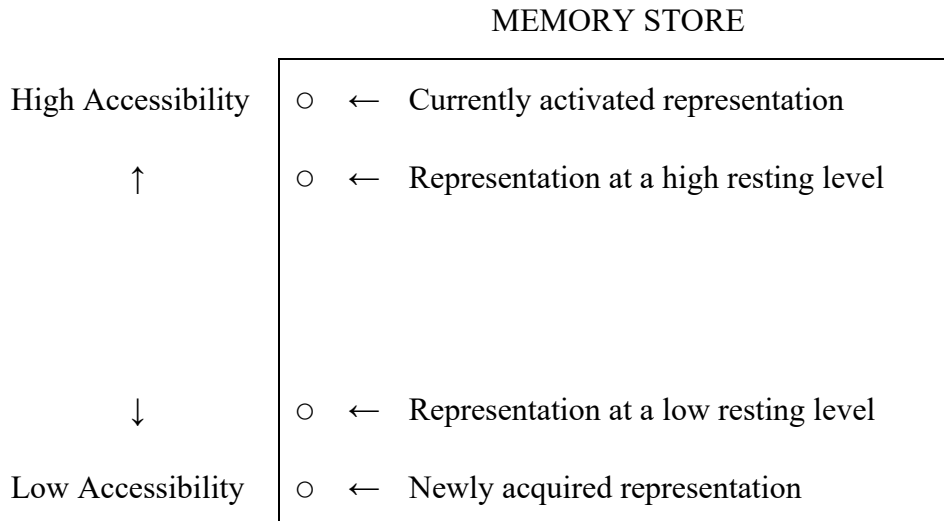 MEMORY STORE
High Accessibility ○ ← Currently activated representation
↑ ○ ← Representation at a high resting level
↓ ○ ← Representation at a low resting level
Low Accessibility ○ ← Newly acquired representation